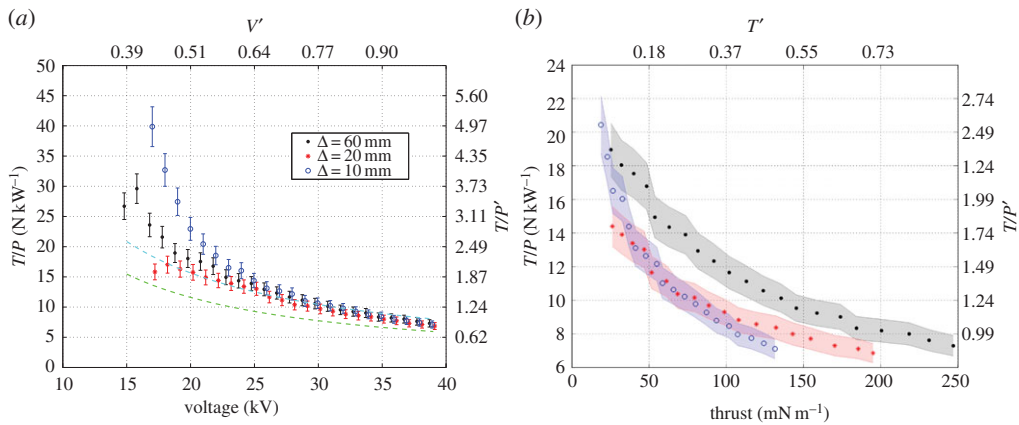 (a)
V′
0.39 0.51 0.64 0.77 0.90
50
45
40
35
30
25
20
15
10
5
0
T/P (N kW−1)
5.60
4.97
4.35
3.73
3.11
2.49
1.87
1.24
0.62
T/P′
Δ = 60 mm
Δ = 20 mm
Δ = 10 mm
10 15 20 25 30 35 40
voltage (kV)
(b)
T′
0.18 0.37 0.55 0.73
24
22
20
18
16
14
12
10
8
6
T/P (N kW−1)
2.74
2.49
1.24
1.99
1.74
1.49
1.24
0.99
T/P′
0 50 100 150 200 250
thrust (mN m−1)